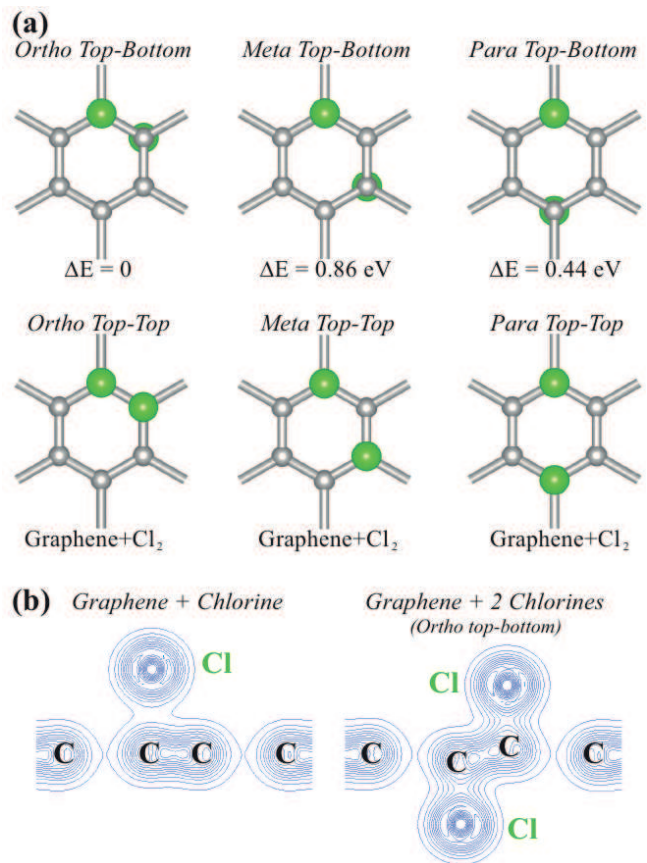 (a)
Ortho Top-Bottom Meta Top-Bottom Para Top-Bottom
ΔE = 0 ΔE = 0.86 eV ΔE = 0.44 eV
Ortho Top-Top Meta Top-Top Para Top-Top
Graphene+Cl₂ Graphene+Cl₂ Graphene+Cl₂
(b) Graphene + Chlorine Graphene + 2 Chlorines
(Ortho top-bottom)
Cl Cl
C C C C C C C C
Cl